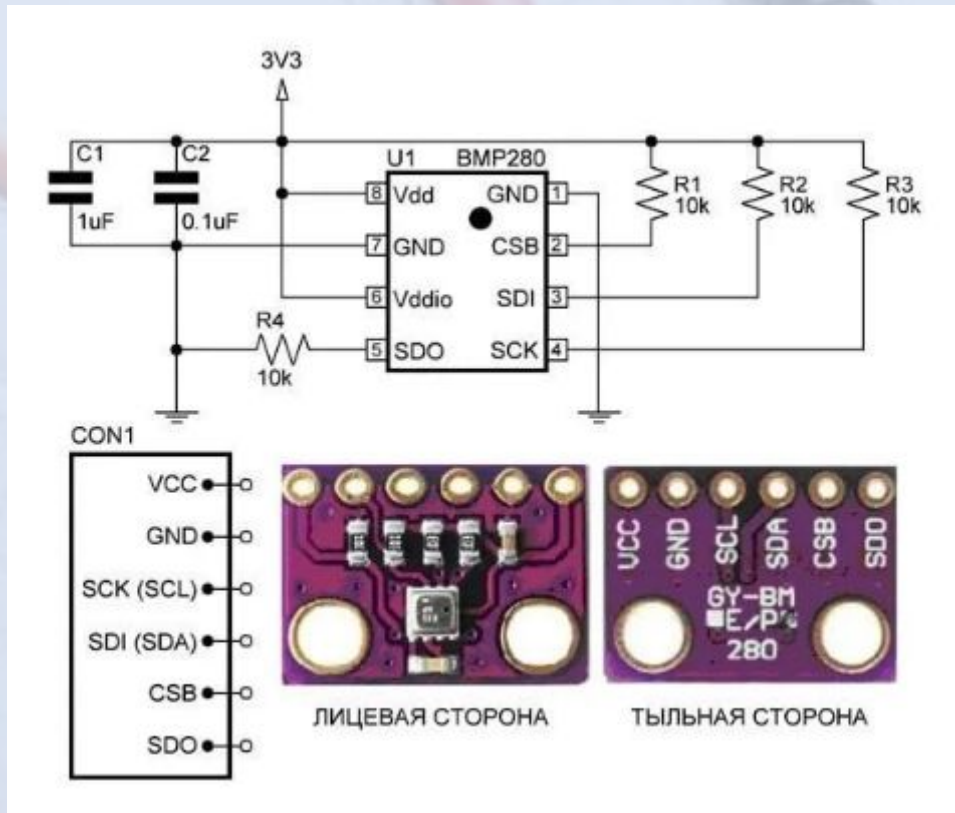 3V3
C1
C2
1uF
0.1uF
U1 BMP280
8 Vdd GND 1
7 GND CSB 2
6 Vddio SDI 3
5 SDO SCK 4
R1
10k
R2
10k
R3
10k
R4
10k
CON1
VCC
GND
SCK (SCL)
SDI (SDA)
CSB
SDO
VCC
GND
SCL
SDA
CSB
SDO
GY-BM
E/P
280
ЛИЦЕВАЯ СТОРОНА
ТЫЛЬНАЯ СТОРОНА